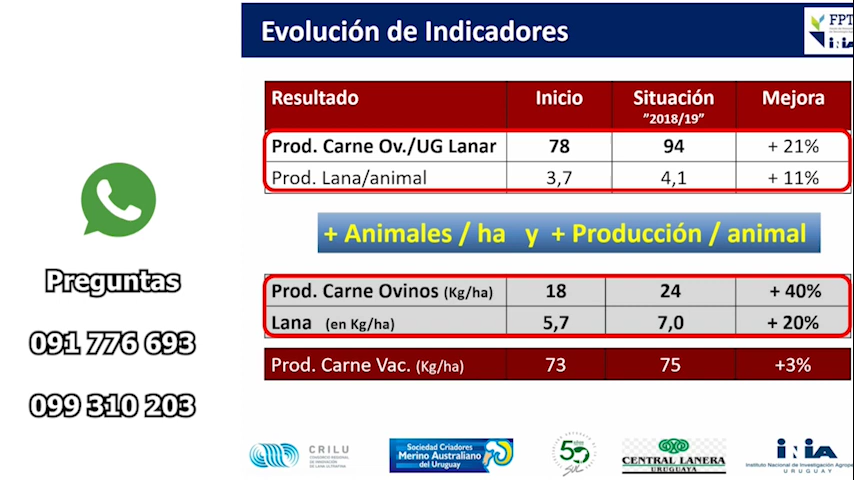 Evolución de Indicadores
FPT
INIA
Resultado Inicio Situación Mejora
"2018/19"
Prod. Carne Ov./UG Lanar 78 94 + 21%
Prod. Lana/animal 3,7 4,1 + 11%
+ Animales / ha y + Producción / animal
Prod. Carne Ovinos (Kg/ha) 18 24 + 40%
Lana (en Kg/ha) 5,7 7,0 + 20%
Prod. Carne Vac. (Kg/ha) 73 75 +3%
Preguntas
091 776 693
099 310 203
CRILU
Sociedad Criadores
Merino Australiano
del Uruguay
50
SUL
CENTRAL LANERA
URUGUAYA
INIA
Instituto Nacional de Investigación Agrope
URUGUAY